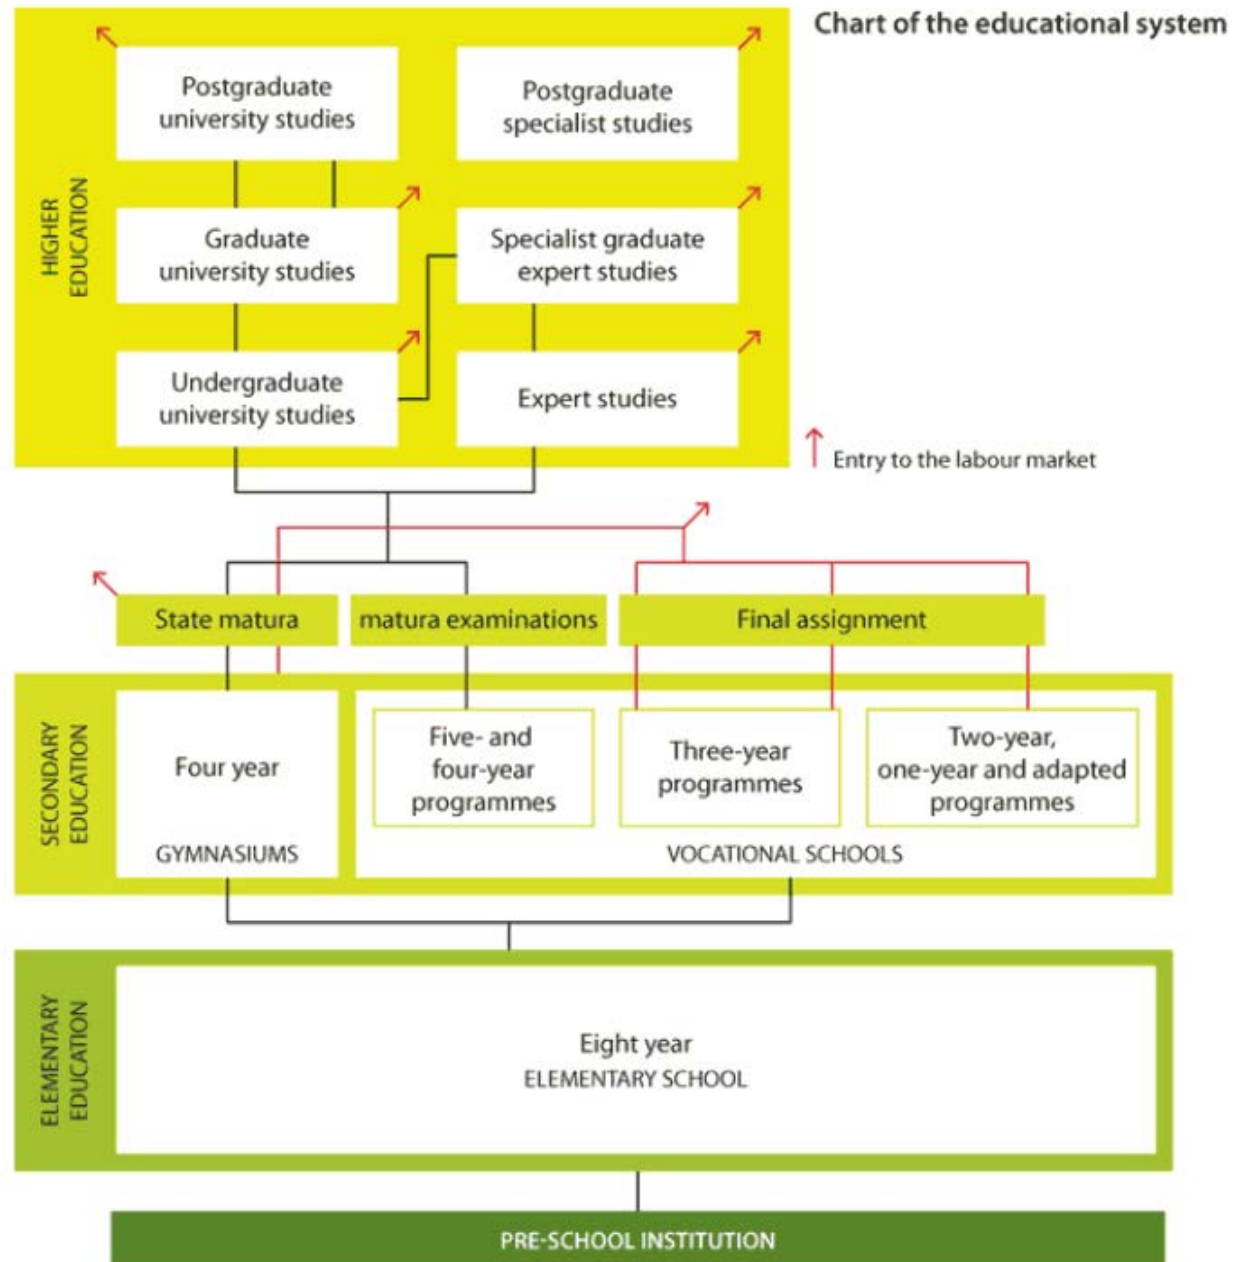 Chart of the educational system
HIGHER
EDUCATION
Postgraduate
university studies
Postgraduate
specialist studies
Graduate
university studies
Specialist graduate
expert studies
Undergraduate
university studies
Expert studies
Entry to the labour market
State matura
matura examinations
Final assignment
SECONDARY
EDUCATION
Four year
GYMNASIUMS
Five- and
four-year
programmes
Three-year
programmes
Two-year,
one-year and adapted
programmes
VOCATIONAL SCHOOLS
ELEMENTARY
EDUCATION
Eight year
ELEMENTARY SCHOOL
PRE-SCHOOL INSTITUTION